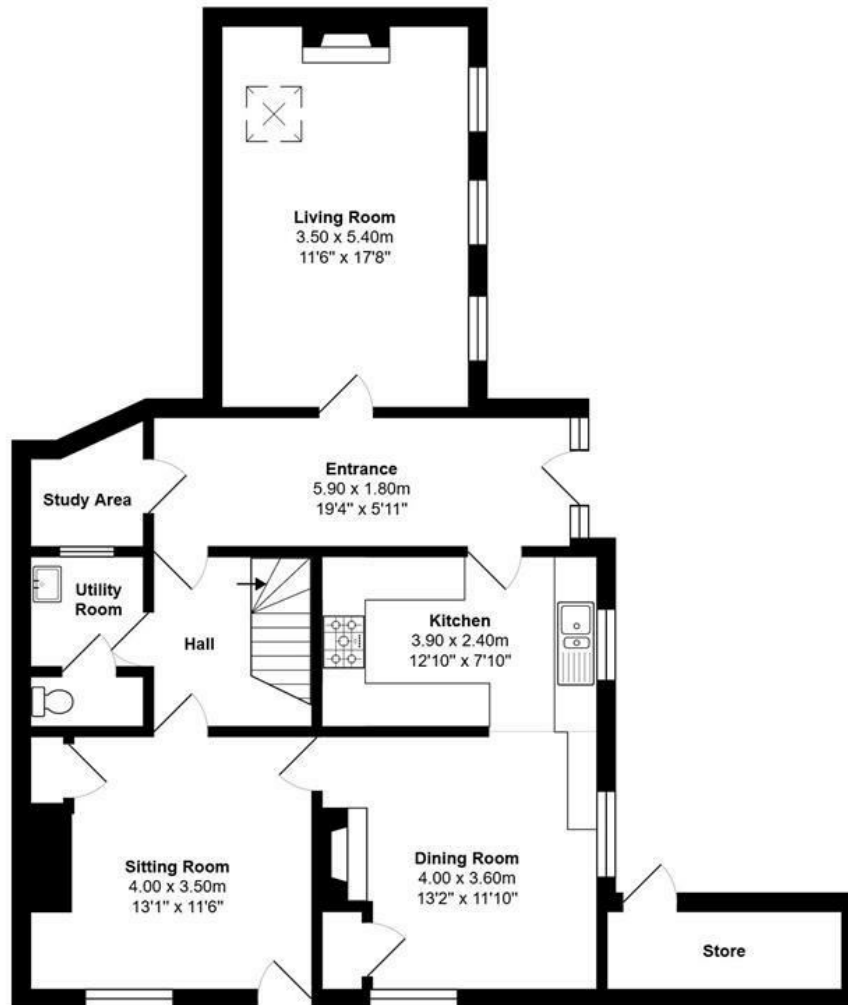 Living Room
3.50 x 5.40m
11'6" x 17'8"
Entrance
5.90 x 1.80m
19'4" x 5'11"
Study Area
Utility
Room
Hall
Kitchen
3.90 x 2.40m
12'10" x 7'10"
Sitting Room
4.00 x 3.50m
13'1" x 11'6"
Dining Room
4.00 x 3.60m
13'2" x 11'10"
Store